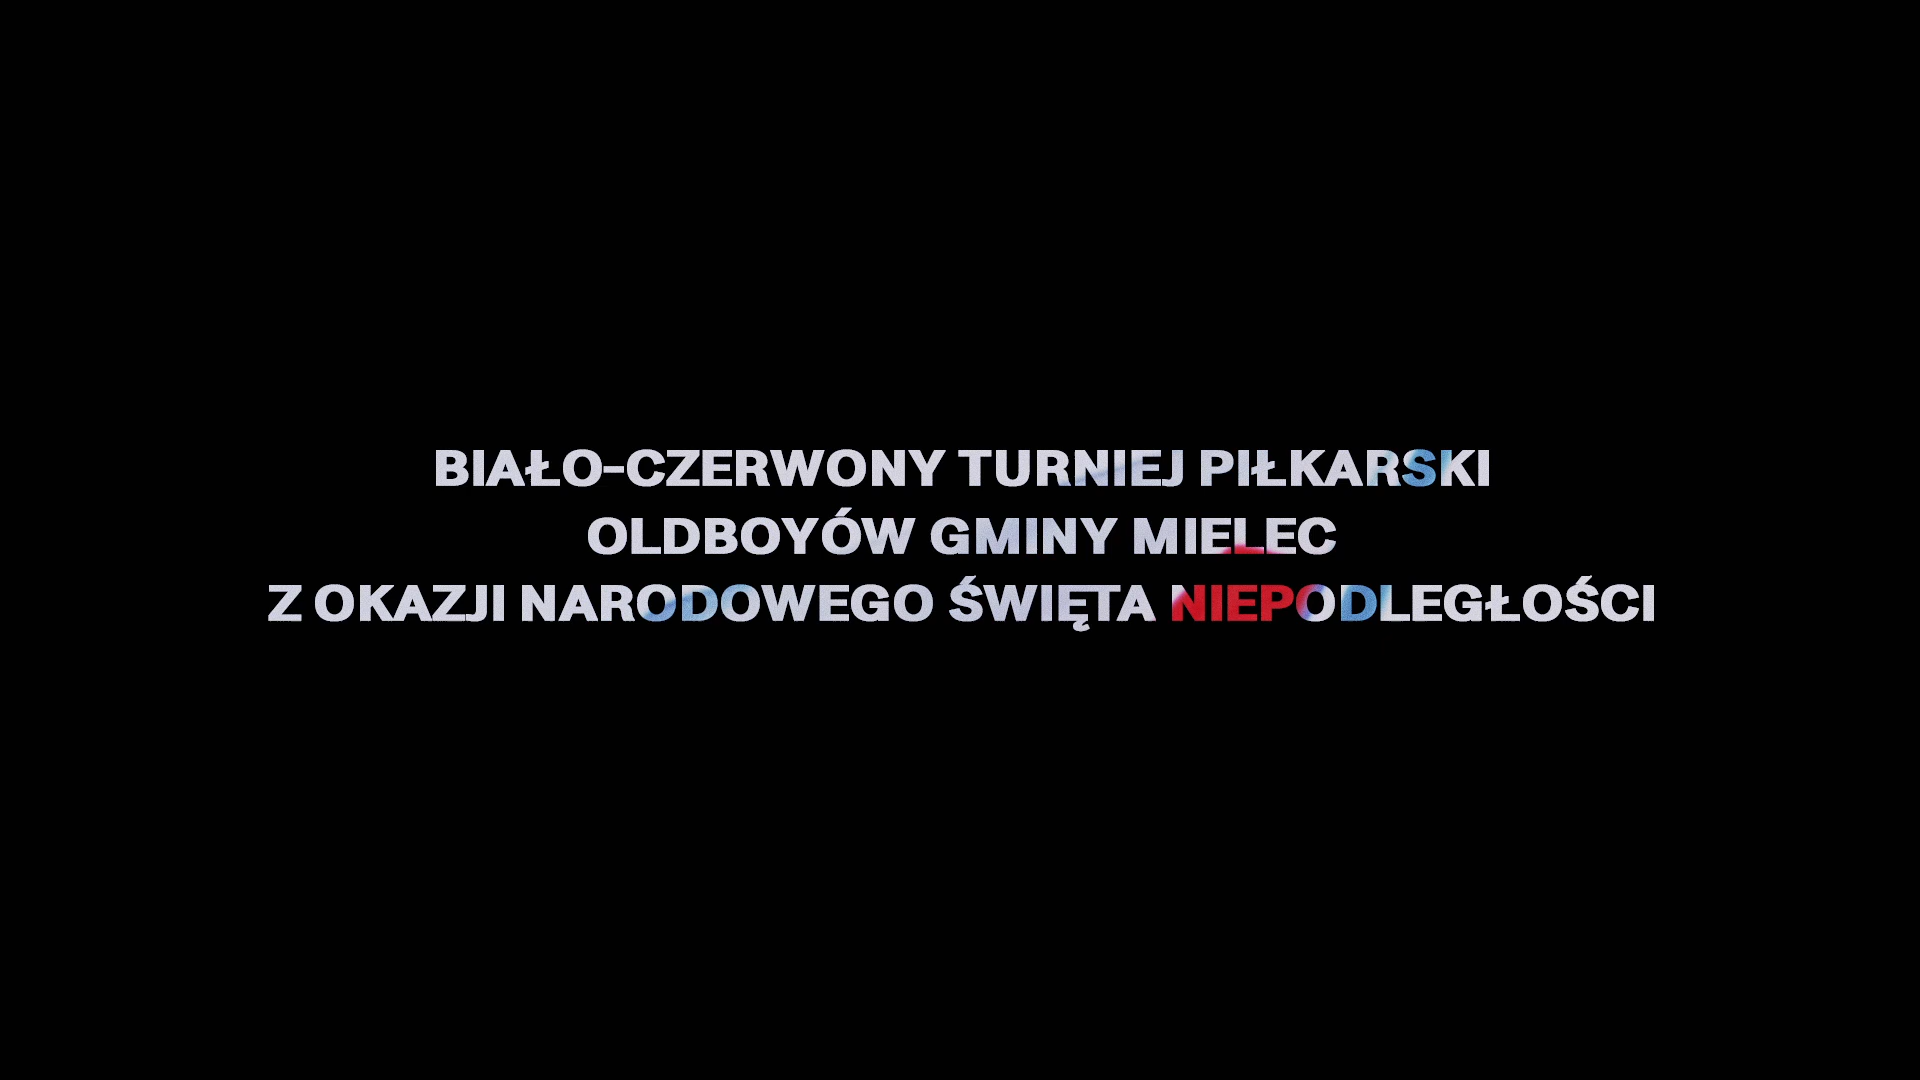 BIAŁO-CZERWONY TURNIEJ PIŁKARSKI
OLDBOYÓW GMINY MIELEC
Z OKAZJI NARODOWEGO ŚWIĘTA NIEPODLEGŁOŚCI